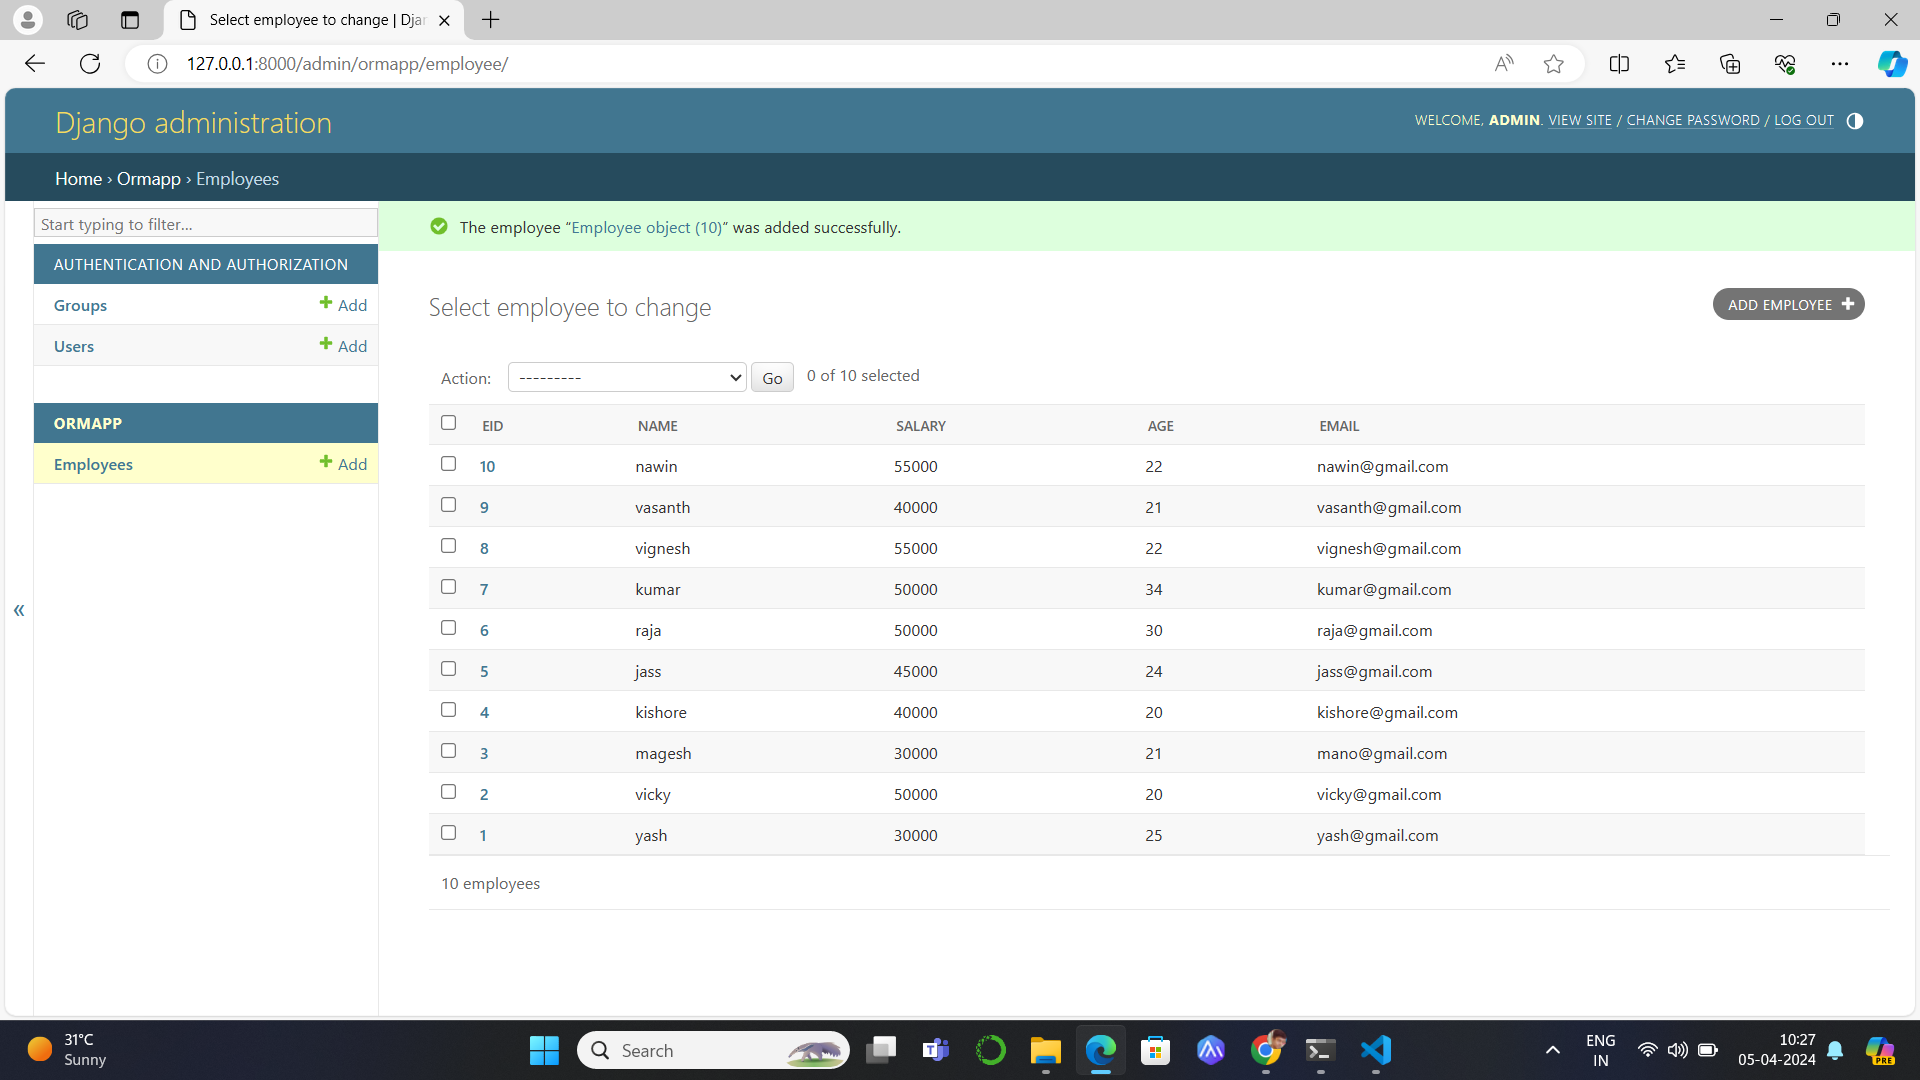 Select employee to change | Djan
127.0.0.1:8000/admin/ormapp/employee/
Django administration
WELCOME, ADMIN. VIEW SITE / CHANGE PASSWORD / LOG OUT
Home › Ormapp › Employees
Start typing to filter...
AUTHENTICATION AND AUTHORIZATION
Groups + Add
Users + Add
ORMAPP
Employees + Add
«
The employee “Employee object (10)” was added successfully.
Select employee to change
ADD EMPLOYEE +
Action: --------- Go 0 of 10 selected
EID NAME SALARY AGE EMAIL
10 nawin 55000 22 nawin@gmail.com
9 vasanth 40000 21 vasanth@gmail.com
8 vignesh 55000 22 vignesh@gmail.com
7 kumar 50000 34 kumar@gmail.com
6 raja 50000 30 raja@gmail.com
5 jass 45000 24 jass@gmail.com
4 kishore 40000 20 kishore@gmail.com
3 magesh 30000 21 mano@gmail.com
2 vicky 50000 20 vicky@gmail.com
1 yash 30000 25 yash@gmail.com
10 employees
31°C
Sunny
Search
ENG
IN
10:27
05-04-2024
PRE